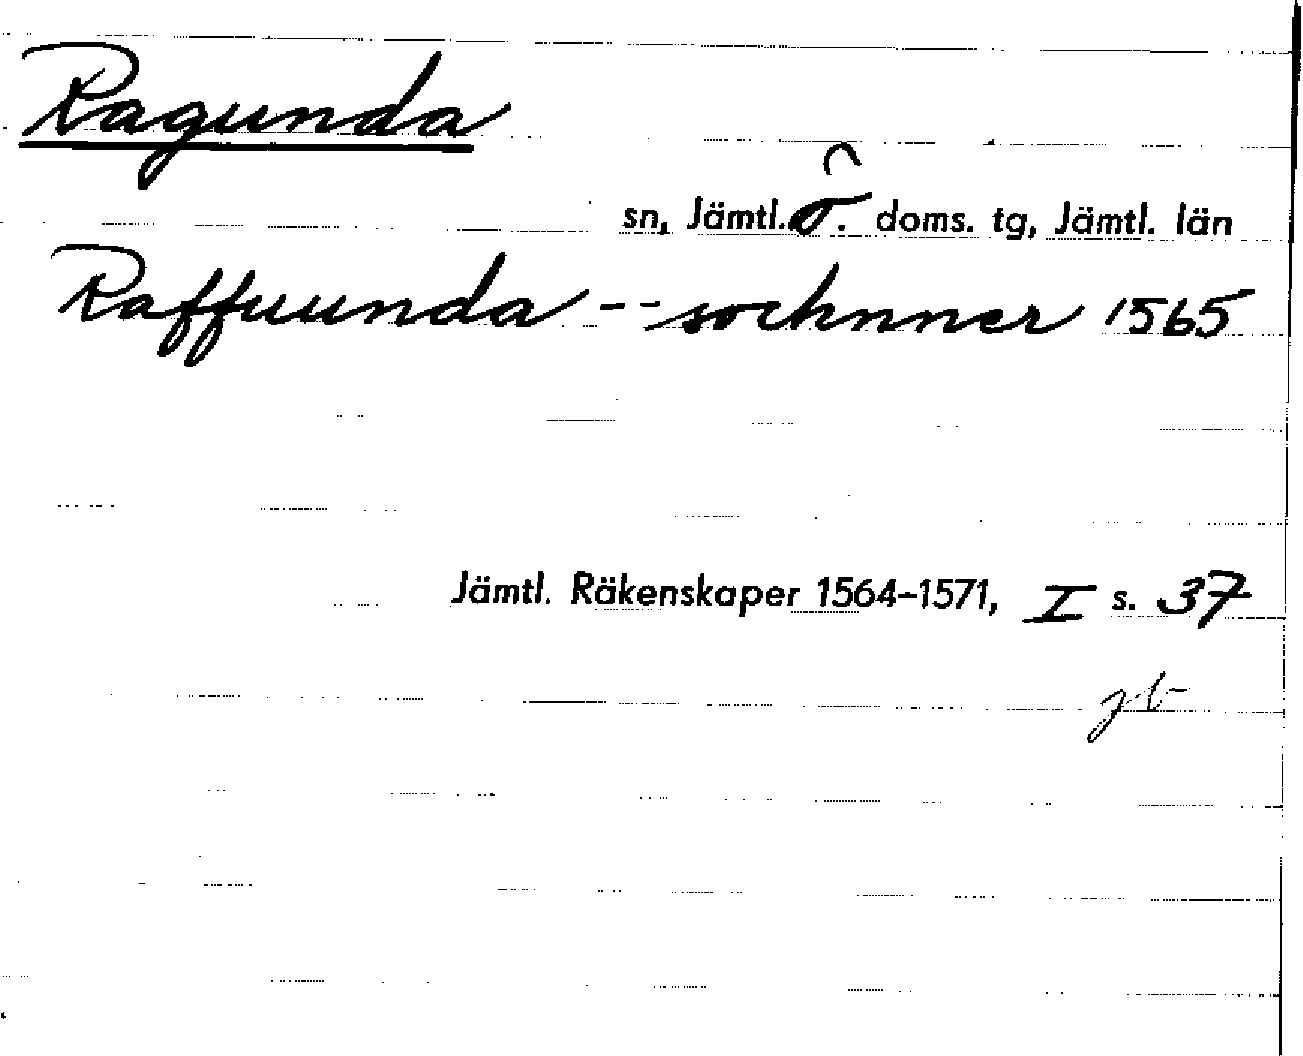 Ragunda
sn, Jämtl. ö. doms. tg, Jämtl. län
Raffuunda -- sochnner 1565
Jämtl. Räkenskaper 1564-1571, I s. 37